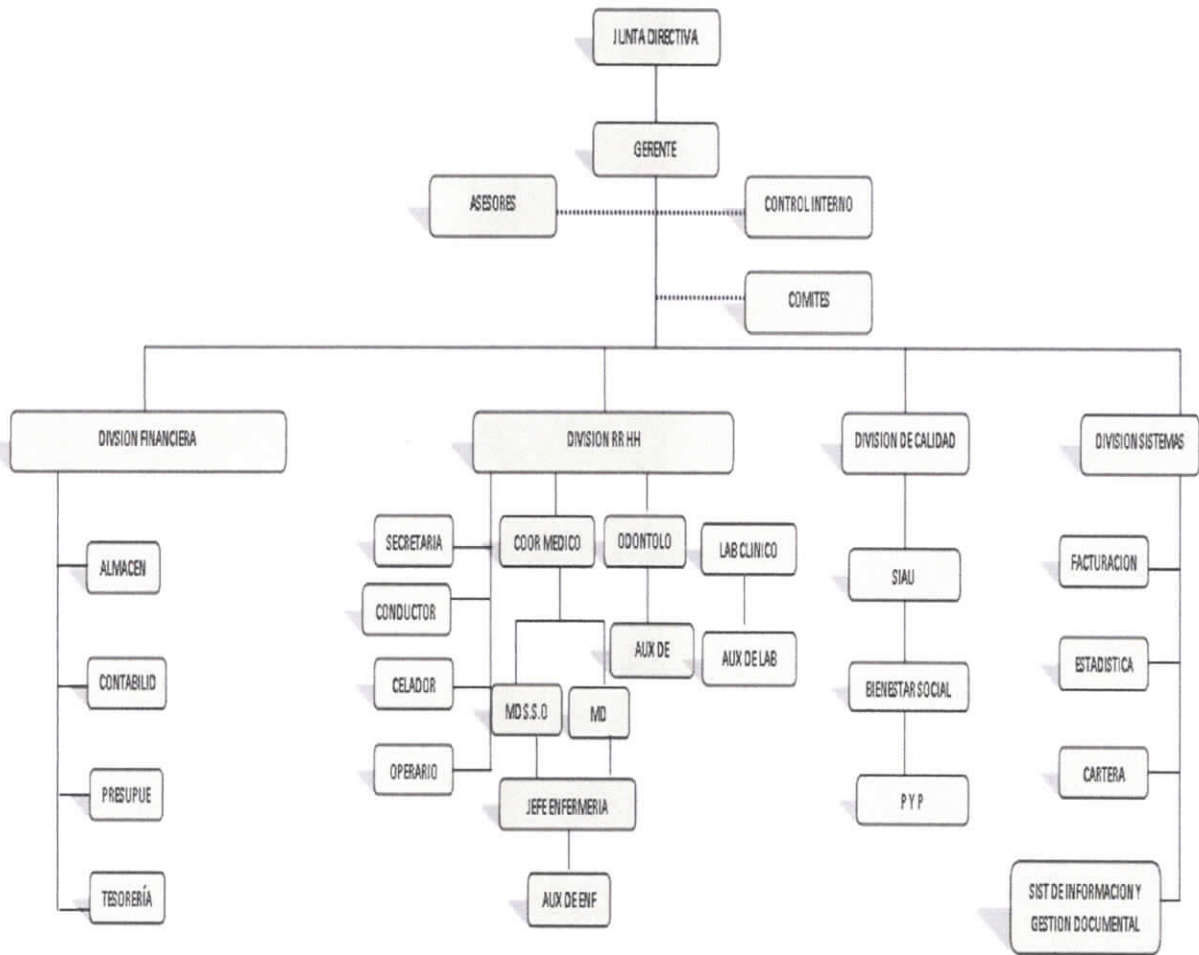 JUNTA DIRECTIVA
GERENTE
ASESORES
CONTROL INTERNO
COMITES
DIVSION FINANCIERA
DIVISION RR HH
DIVISION DE CALIDAD
DIVISION SISTEMAS
SECRETARIA
COOR MEDICO
ODONTOLO
LAB CLINICO
ALMACEN
SIAU
FACTURACION
CONDUCTOR
AUX DE
AUX DE LAB
ESTADISTICA
CONTABILID
CELADOR
MD S.S.O
MD
BIENESTAR SOCIAL
OPERARIO
CARTERA
PRESUPUE
JEFE ENFERMERIA
P Y P
TESORERÍA
AUX DE ENF
SIST DE INFORMACION Y
GESTION DOCUMENTAL